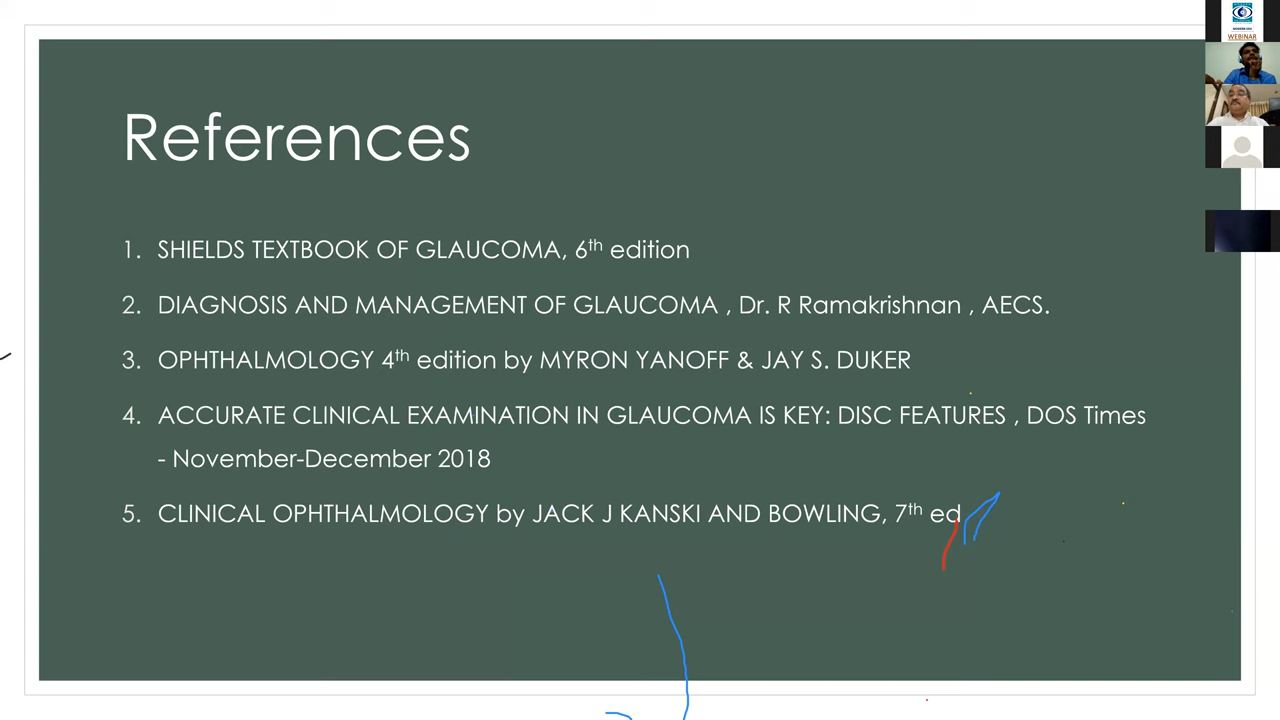 WEBINAR
References
1. SHIELDS TEXTBOOK OF GLAUCOMA, 6th edition
2. DIAGNOSIS AND MANAGEMENT OF GLAUCOMA , Dr. R Ramakrishnan , AECS.
3. OPHTHALMOLOGY 4th edition by MYRON YANOFF & JAY S. DUKER
4. ACCURATE CLINICAL EXAMINATION IN GLAUCOMA IS KEY: DISC FEATURES , DOS Times
- November-December 2018
5. CLINICAL OPHTHALMOLOGY by JACK J KANSKI AND BOWLING, 7th ed